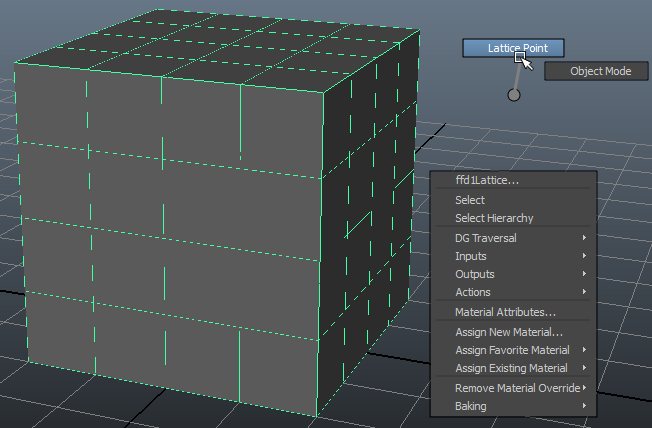 Lattice Point
Object Mode
ffd1Lattice...
Select
Select Hierarchy
DG Traversal
Inputs
Outputs
Actions
Material Attributes...
Assign New Material...
Assign Favorite Material
Assign Existing Material
Remove Material Override
Baking